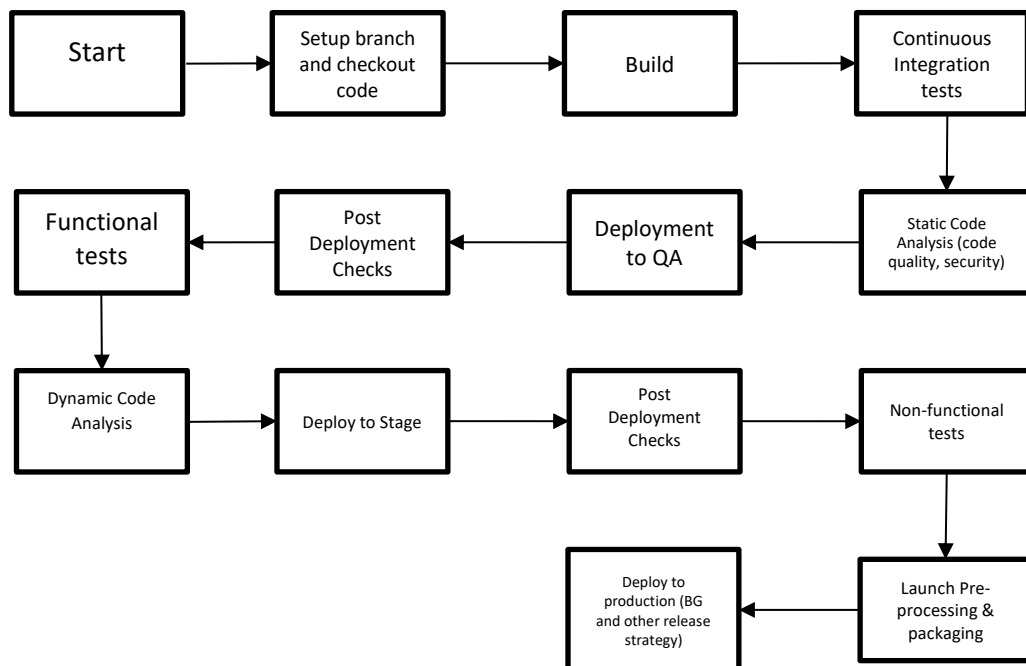 Start
Setup branch
and checkout
code
Build
Continuous
Integration
tests
Static Code
Analysis (code
quality, security)
Deployment
to QA
Post
Deployment
Checks
Functional
tests
Dynamic Code
Analysis
Deploy to Stage
Post
Deployment
Checks
Non-functional
tests
Launch Pre-
processing &
packaging
Deploy to
production (BG
and other release
strategy)